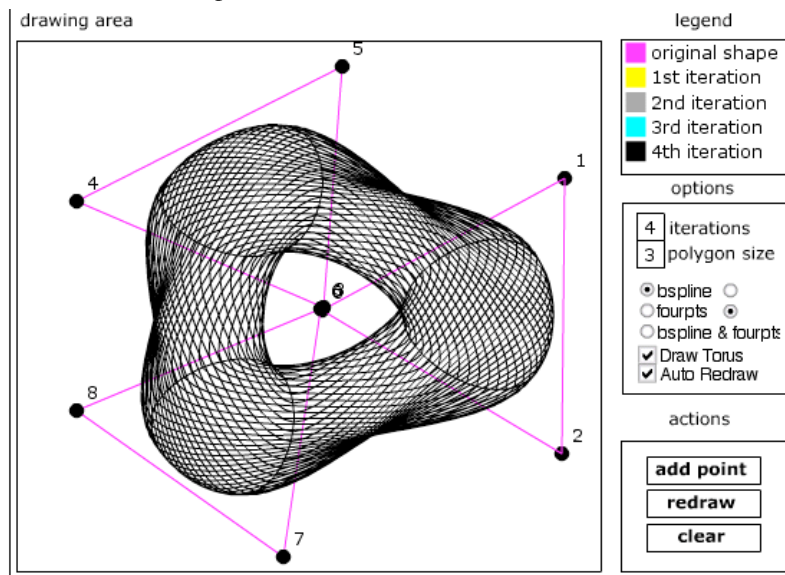 drawing area
5
4
1
8
2
7
legend
original shape
1st iteration
2nd iteration
3rd iteration
4th iteration
options
4 iterations
3 polygon size
bspline
fourpts
bspline & fourpts
Draw Torus
Auto Redraw
actions
add point
redraw
clear